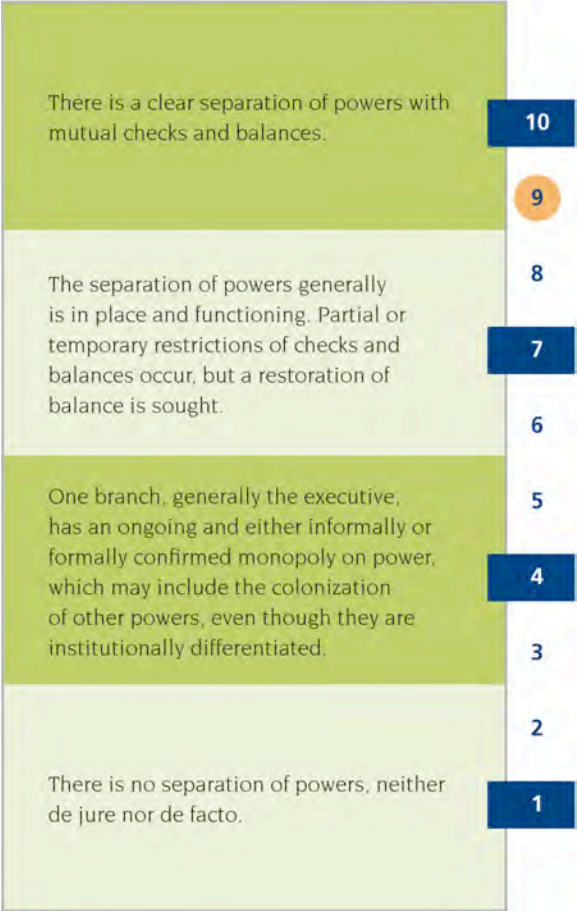 There is a clear separation of powers with
mutual checks and balances.
10
9
The separation of powers generally
is in place and functioning. Partial or
temporary restrictions of checks and
balances occur, but a restoration of
balance is sought.
8
7
6
One branch, generally the executive,
has an ongoing and either informally or
formally confirmed monopoly on power,
which may include the colonization
of other powers, even though they are
institutionally differentiated.
5
4
3
2
There is no separation of powers, neither
de jure nor de facto.
1